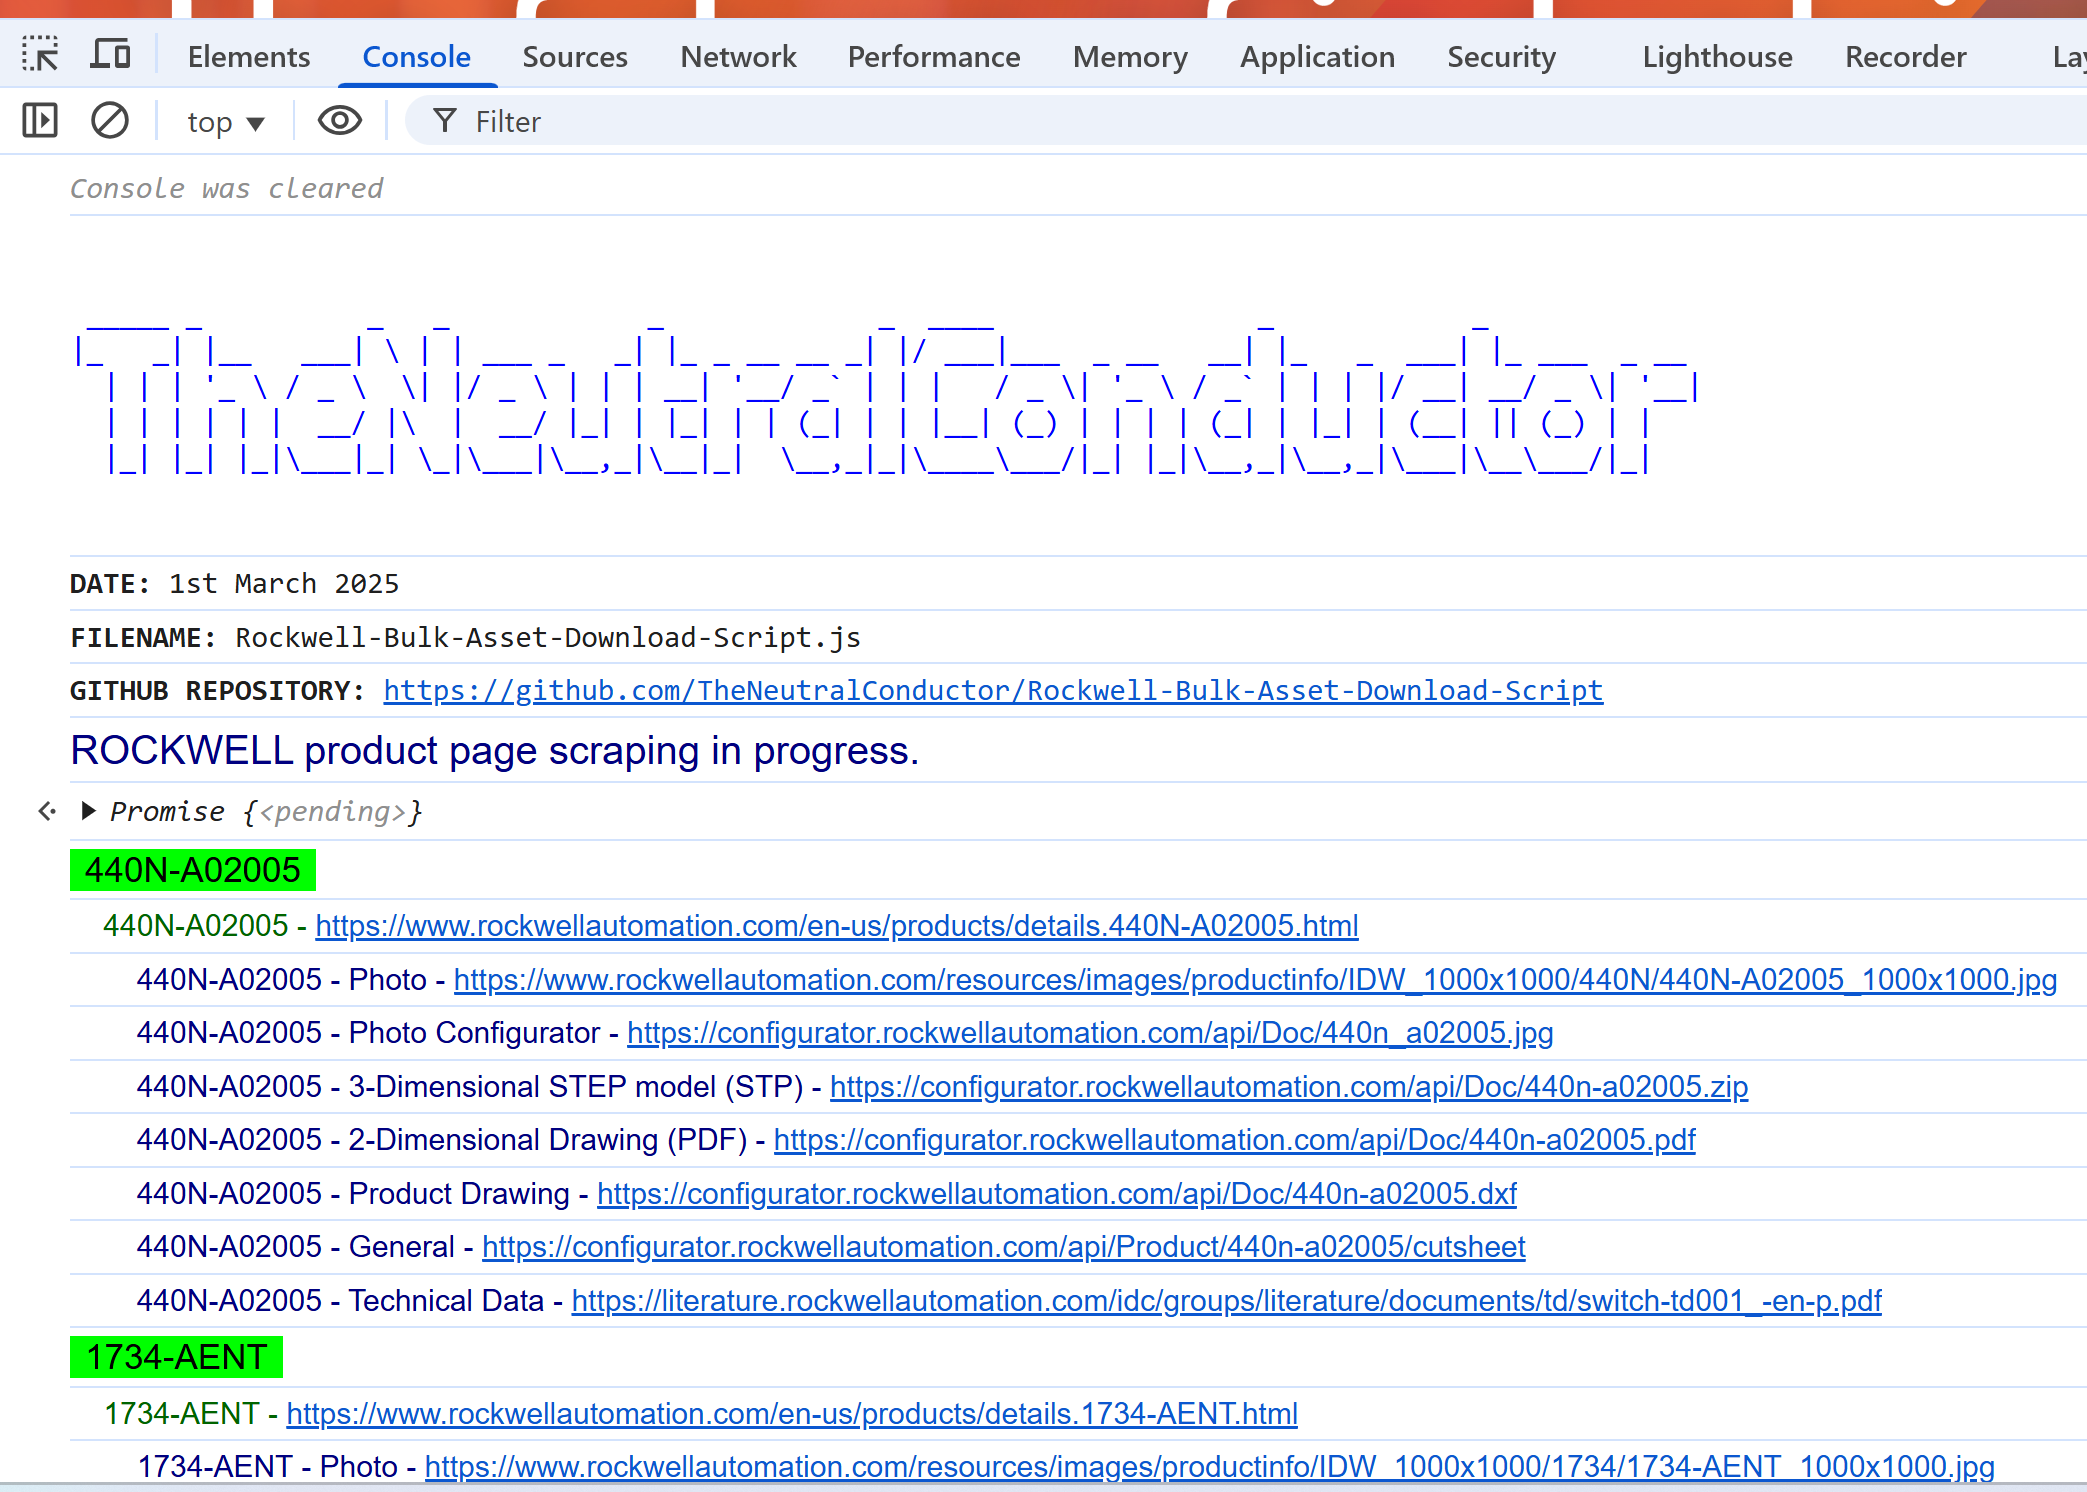 Elements Console Sources Network Performance Memory Application Security Lighthouse Recorder
top Filter
Console was cleared
TheNeutralConductor
DATE: 1st March 2025
FILENAME: Rockwell-Bulk-Asset-Download-Script.js
GITHUB REPOSITORY: https://github.com/TheNeutralConductor/Rockwell-Bulk-Asset-Download-Script
ROCKWELL product page scraping in progress.
Promise {<pending>}
440N-A02005
440N-A02005 - https://www.rockwellautomation.com/en-us/products/details.440N-A02005.html
440N-A02005 - Photo - https://www.rockwellautomation.com/resources/images/productinfo/IDW_1000x1000/440N/440N-A02005_1000x1000.jpg
440N-A02005 - Photo Configurator - https://configurator.rockwellautomation.com/api/Doc/440n_a02005.jpg
440N-A02005 - 3-Dimensional STEP model (STP) - https://configurator.rockwellautomation.com/api/Doc/440n-a02005.zip
440N-A02005 - 2-Dimensional Drawing (PDF) - https://configurator.rockwellautomation.com/api/Doc/440n-a02005.pdf
440N-A02005 - Product Drawing - https://configurator.rockwellautomation.com/api/Doc/440n-a02005.dxf
440N-A02005 - General - https://configurator.rockwellautomation.com/api/Product/440n-a02005/cutsheet
440N-A02005 - Technical Data - https://literature.rockwellautomation.com/idc/groups/literature/documents/td/switch-td001_-en-p.pdf
1734-AENT
1734-AENT - https://www.rockwellautomation.com/en-us/products/details.1734-AENT.html
1734-AENT - Photo - https://www.rockwellautomation.com/resources/images/productinfo/IDW_1000x1000/1734/1734-AENT_1000x1000.jpg